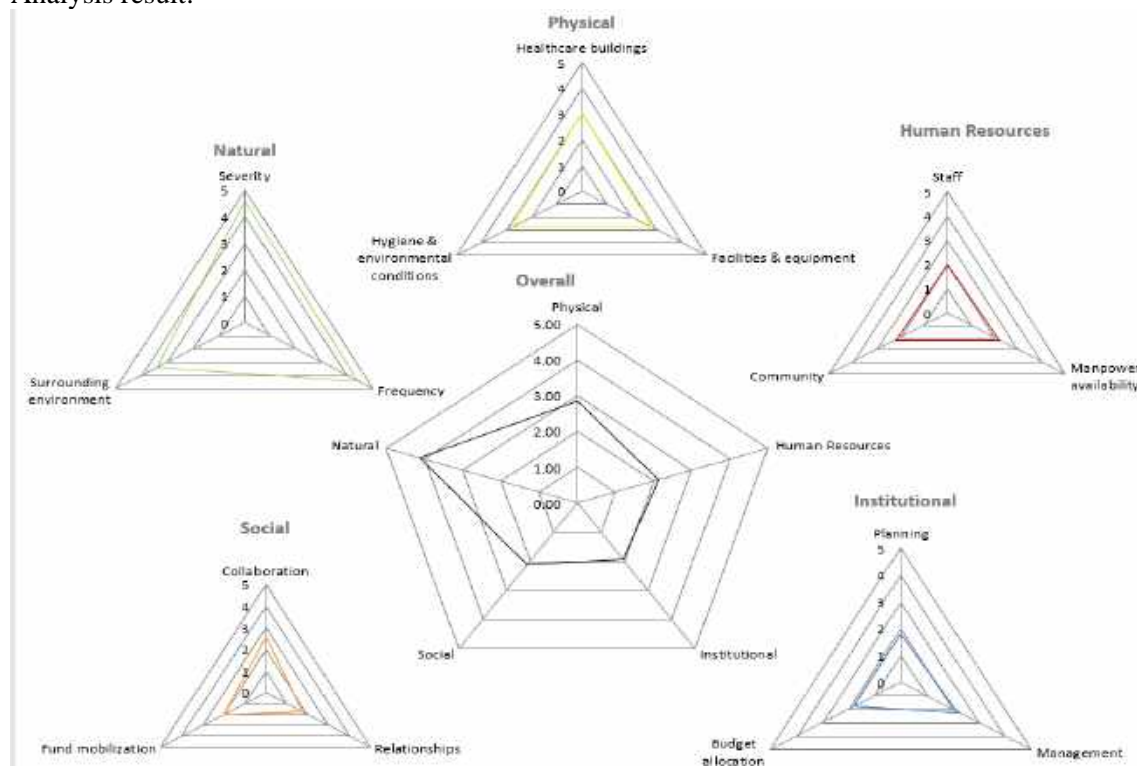 Physical
Healthcare buildings
5
4
3
2
1
0
Hygiene &
environmental
conditions
Facilities & equipment
Natural
Severity
5
4
3
2
1
0
Surrounding
environment
Frequency
Human Resources
Staff
5
4
3
2
1
0
Community
Manpower
availability
Overall
Physical
5.00
4.00
3.00
2.00
1.00
0.00
Natural
Human Resources
Social
Institutional
Social
Collaboration
5
4
3
2
1
0
Fund mobilization
Relationships
Institutional
Planning
5
4
3
2
1
0
Budget
allocation
Management